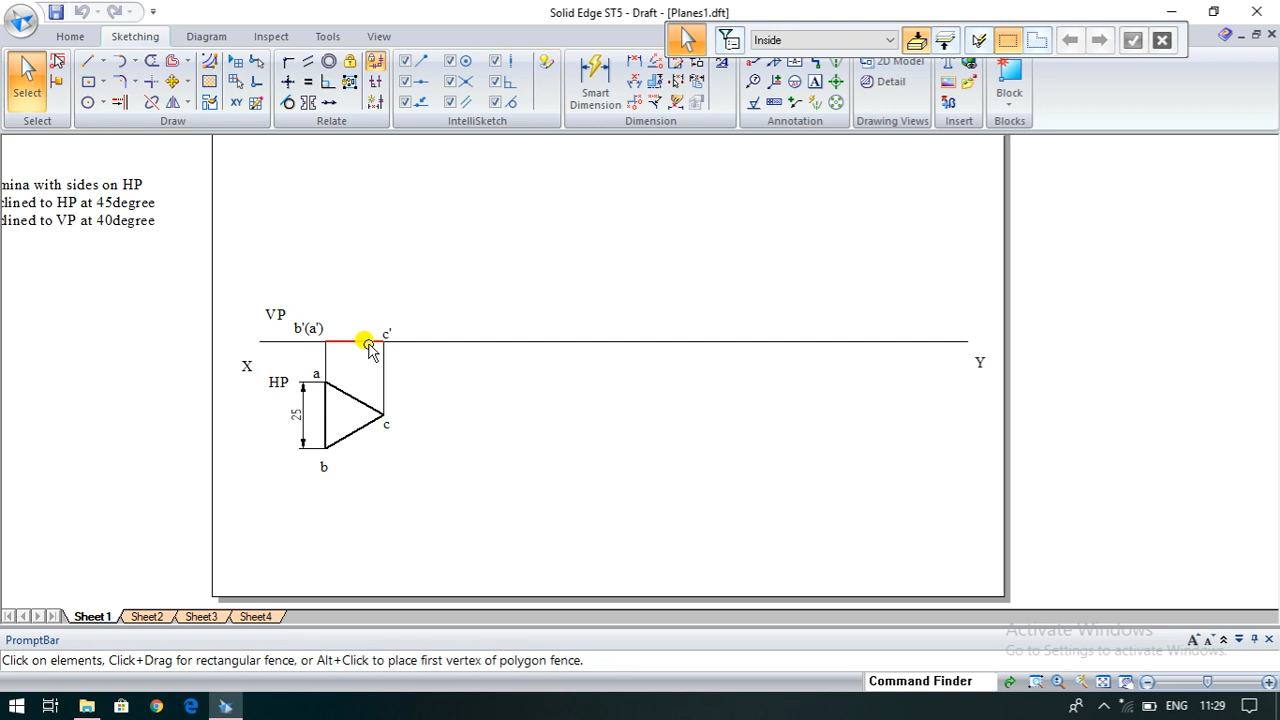 Solid Edge ST5 - Draft - [Planes1.dft]
Home
Sketching
Diagram
Inspect
Tools
View
Inside
Select
Smart
Dimension
2D Model
Detail
Block
Select
Draw
Relate
IntelliSketch
Dimension
Annotation
Drawing Views
Insert
Blocks
mina with sides on HP
clined to HP at 45degree
clined to VP at 40degree
VP
b'(a')
c'
X
Y
HP
a
25
c
b
Sheet1
Sheet2
Sheet3
Sheet4
Activate Windows
Go to Settings to activate Windows.
PromptBar
Click on elements, Click+Drag for rectangular fence, or Alt+Click to place first vertex of polygon fence.
Command Finder
ENG
11:29